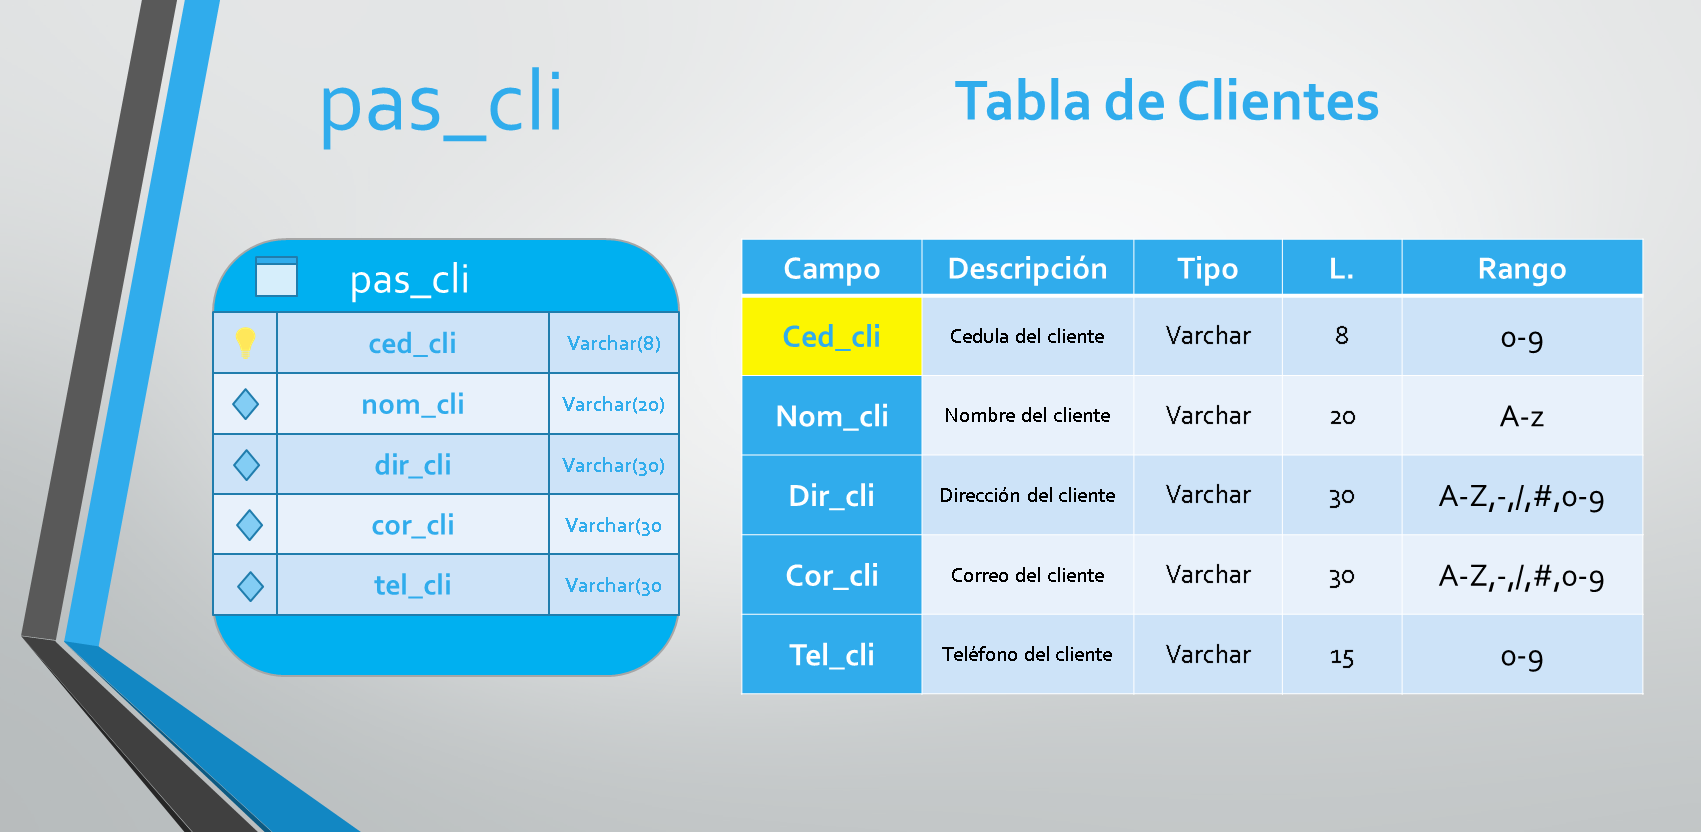 pas_cli
Tabla de Clientes
pas_cli
ced_cli Varchar(8)
nom_cli Varchar(20)
dir_cli Varchar(30)
cor_cli Varchar(30
tel_cli Varchar(30
Campo Descripción Tipo L. Rango
Ced_cli Cedula del cliente Varchar 8 0-9
Nom_cli Nombre del cliente Varchar 20 A-z
Dir_cli Dirección del cliente Varchar 30 A-Z,-,/,#,0-9
Cor_cli Correo del cliente Varchar 30 A-Z,-,/,#,0-9
Tel_cli Teléfono del cliente Varchar 15 0-9